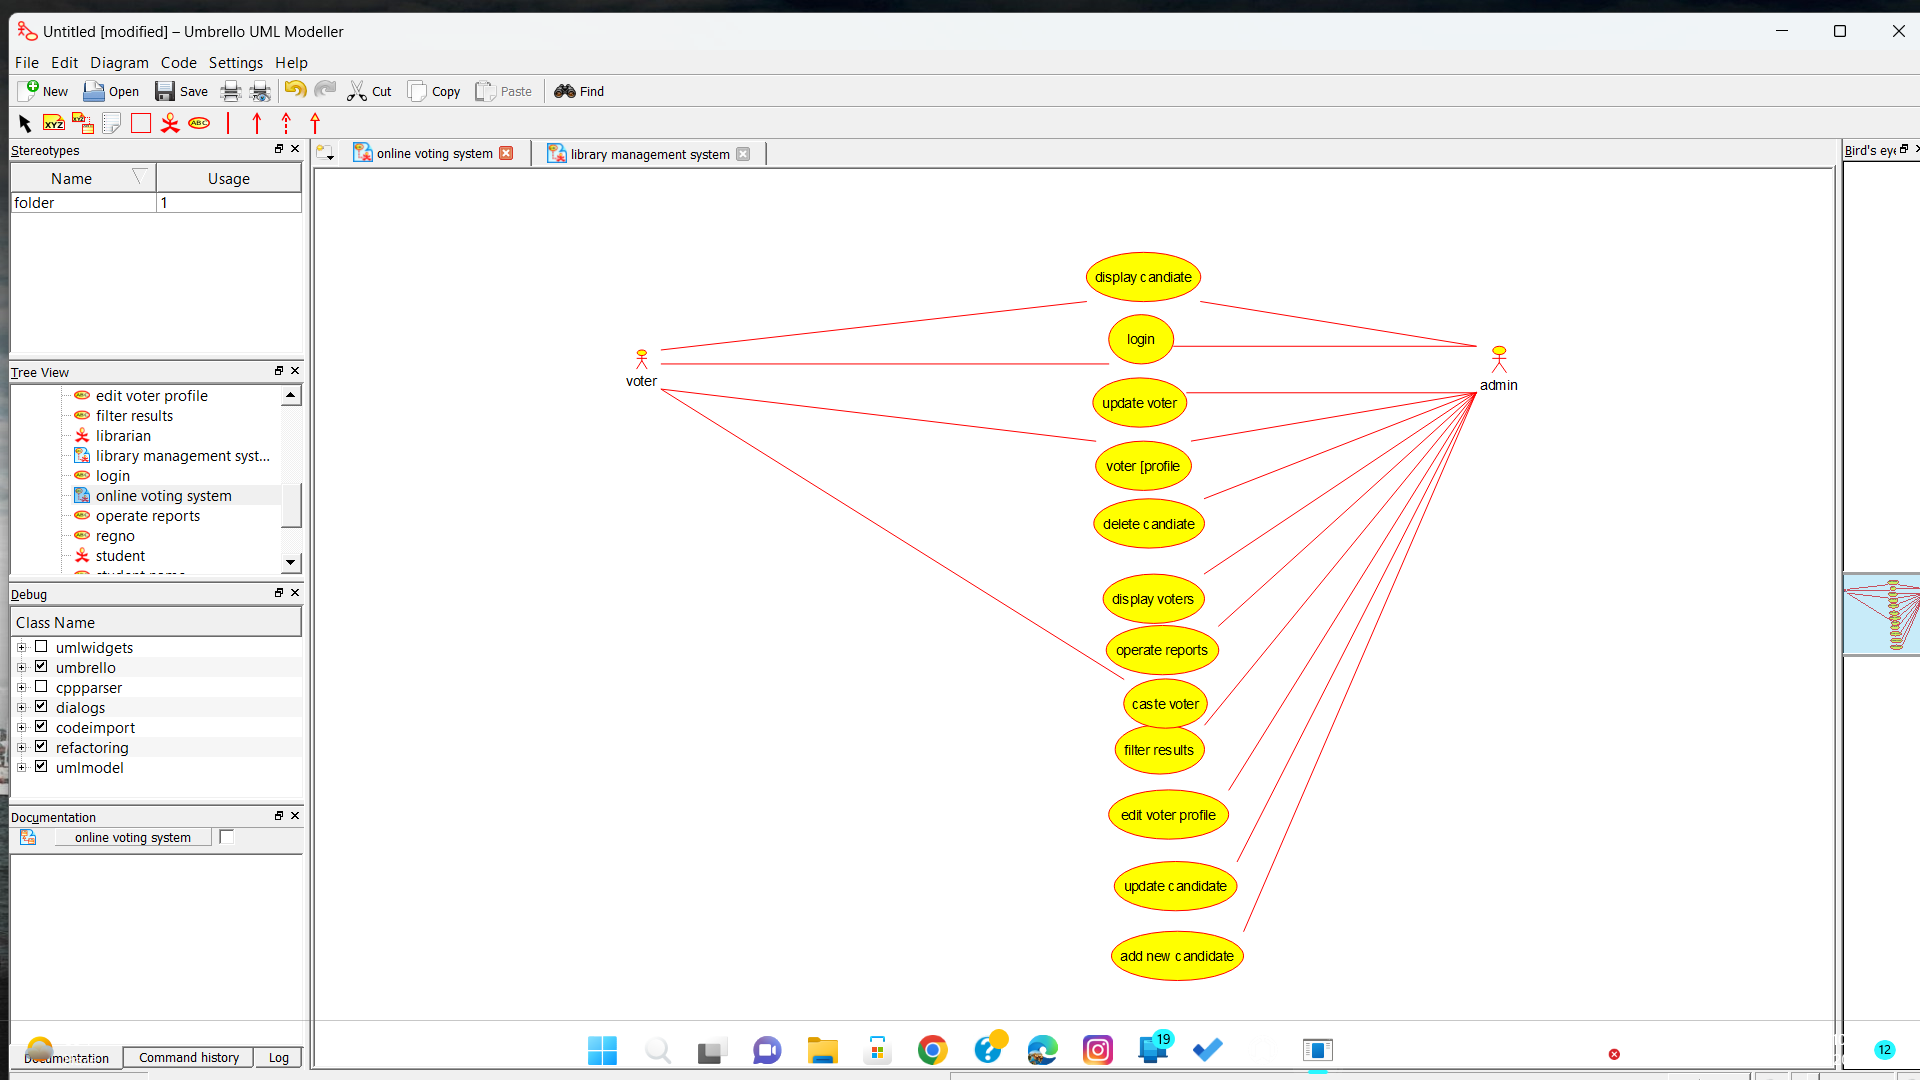 Untitled [modified] – Umbrello UML Modeller
File Edit Diagram Code Settings Help
New Open Save Cut Copy Paste Find
XYZ XYZ ABC
Stereotypes
Name Usage
folder 1
online voting system
library management system
Bird's eye
display candiate
login
update voter
voter [profile
delete candiate
display voters
operate reports
caste voter
filter results
edit voter profile
update candidate
add new candidate
voter
admin
Tree View
edit voter profile
filter results
librarian
library management syst...
login
online voting system
operate reports
regno
student
Debug
Class Name
umlwidgets
umbrello
cppparser
dialogs
codeimport
refactoring
umlmodel
Documentation
online voting system
Documentation Command history Log
19
12